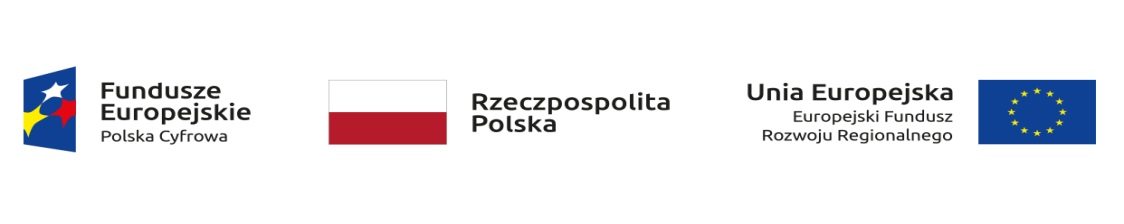 Fundusze
Europejskie
Polska Cyfrowa
Rzeczpospolita
Polska
Unia Europejska
Europejski Fundusz
Rozwoju Regionalnego